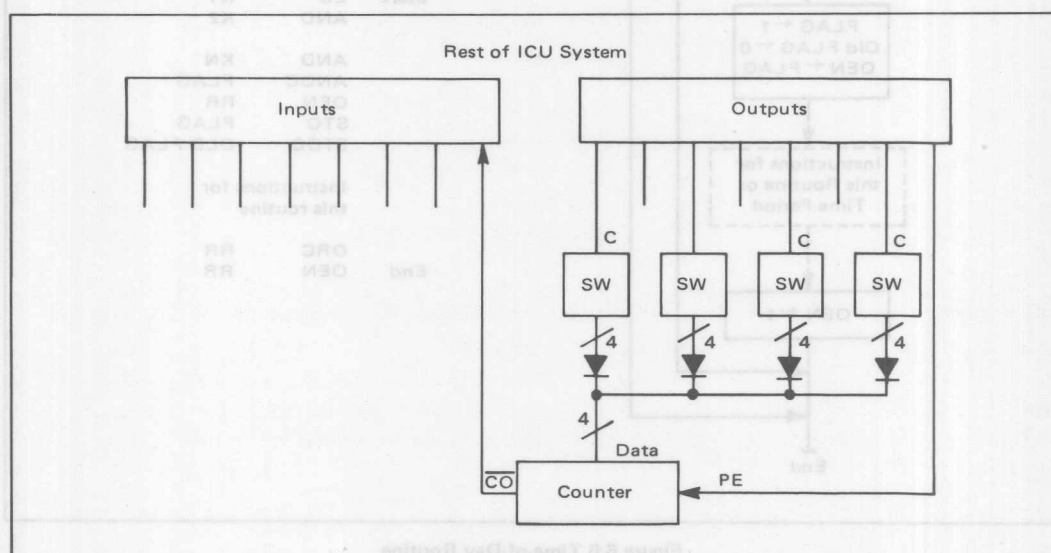 Rest of ICU System
Inputs
Outputs
C
C
C
SW
SW
SW
SW
4
4
4
4
4
Data
CO
Counter
PE